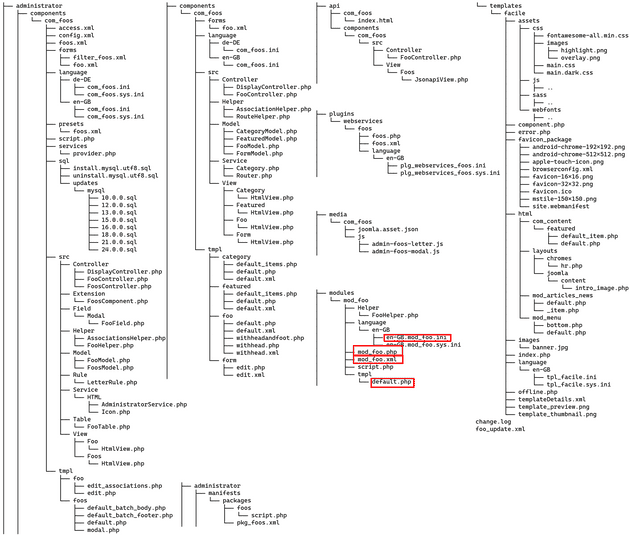 administrator
components
com_foos
access.xml
config.xml
foos.xml
forms
filter_foos.xml
foo.xml
language
de-DE
com_foos.ini
com_foos.sys.ini
en-GB
com_foos.ini
com_foos.sys.ini
presets
foos.xml
script.php
services
provider.php
sql
install.mysql.utf8.sql
uninstall.mysql.utf8.sql
updates
mysql
10.0.0.sql
12.0.0.sql
13.0.0.sql
15.0.0.sql
16.0.0.sql
18.0.0.sql
21.0.0.sql
24.0.0.sql
src
Controller
DisplayController.php
FooController.php
FoosController.php
Extension
FoosComponent.php
Field
Modal
FooField.php
Helper
AssociationsHelper.php
FooHelper.php
Model
FooModel.php
FoosModel.php
Rule
LetterRule.php
Service
HTML
AdministratorService.php
Icon.php
Table
FooTable.php
View
Foo
HtmlView.php
Foos
HtmlView.php
tmpl
foo
edit_associations.php
edit.php
foos
default_batch_body.php
default_batch_footer.php
default.php
modal.php
components
com_foos
forms
foo.xml
language
de-DE
com_foos.ini
en-GB
com_foos.ini
src
Controller
DisplayController.php
FooController.php
Helper
AssociationHelper.php
RouteHelper.php
Model
CategoryModel.php
FeaturedModel.php
FooModel.php
FormModel.php
Service
Category.php
Router.php
View
Category
HtmlView.php
Featured
HtmlView.php
Foo
HtmlView.php
Form
HtmlView.php
tmpl
category
default_items.php
default.php
default.xml
featured
default_items.php
default.php
default.xml
foo
default.php
default.xml
withheadandfoot.php
withhead.php
withhead.xml
form
edit.php
edit.xml
administrator
manifests
packages
foos
script.php
pkg_foos.xml
api
com_foos
index.html
components
com_foos
src
Controller
FooController.php
View
Foos
JsonapiView.php
plugins
webservices
foos
foos.php
foos.xml
language
en-GB
plg_webservices_foos.ini
plg_webservices_foos.sys.ini
media
com_foos
joomla.asset.json
js
admin-foos-letter.js
admin-foos-modal.js
modules
mod_foo
Helper
FooHelper.php
language
en-GB
en-GB.mod_foo.ini
en-GB.mod_foo.sys.ini
mod_foo.php
mod_foo.xml
script.php
tmpl
default.php
templates
facile
assets
css
fontawesome-all.min.css
images
highlight.png
overlay.png
main.css
main.dark.css
js
..
sass
..
webfonts
..
component.php
error.php
favicon_package
android-chrome-192×192.png
android-chrome-512×512.png
apple-touch-icon.png
browserconfig.xml
favicon-16×16.png
favicon-32×32.png
favicon.ico
mstile-150×150.png
site.webmanifest
html
com_content
featured
default_item.php
default.php
layouts
chromes
hr.php
joomla
content
intro_image.php
mod_articles_news
default.php
_item.php
mod_menu
bottom.php
default.php
images
banner.jpg
index.php
language
en-GB
tpl_facile.ini
tpl_facile.sys.ini
offline.php
templateDetails.xml
template_preview.png
template_thumbnail.png
change.log
foo_update.xml